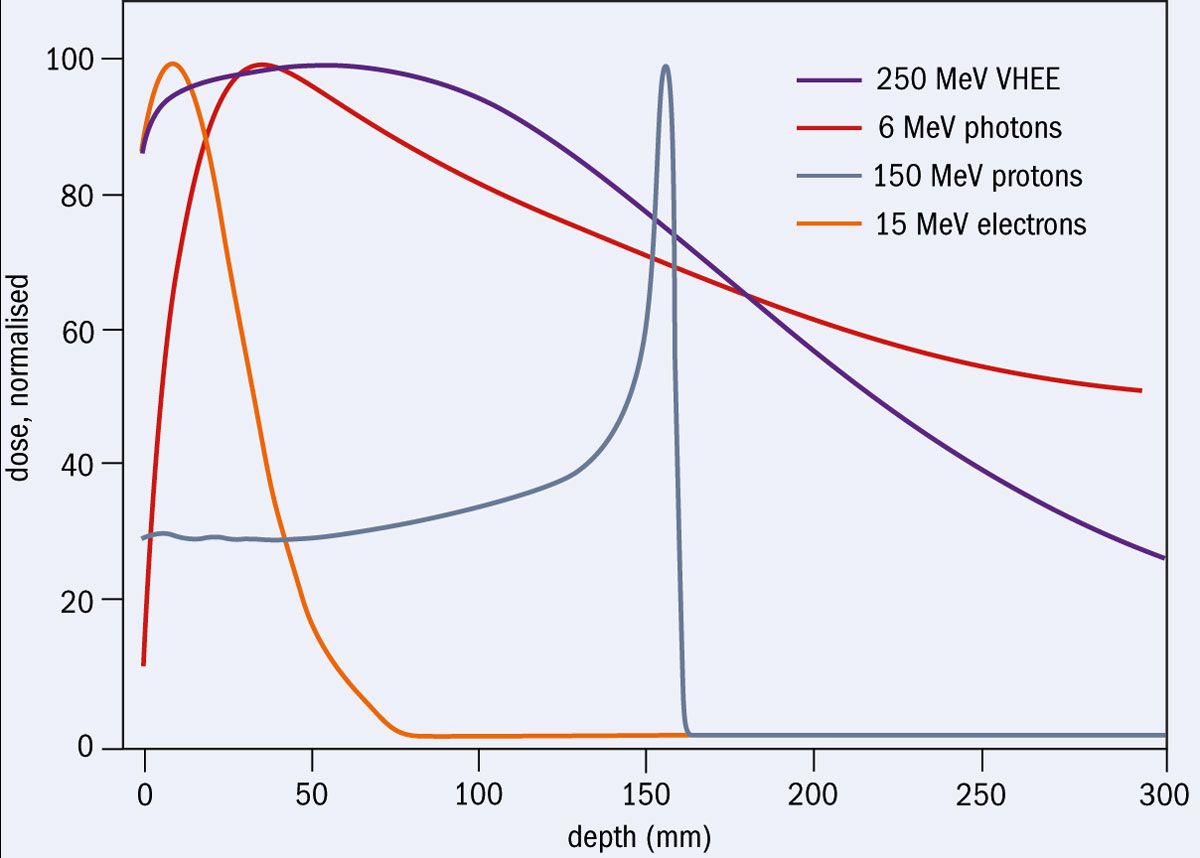 dose, normalised
100
80
60
40
20
0
250 MeV VHEE
6 MeV photons
150 MeV protons
15 MeV electrons
0 50 100 150 200 250 300
depth (mm)